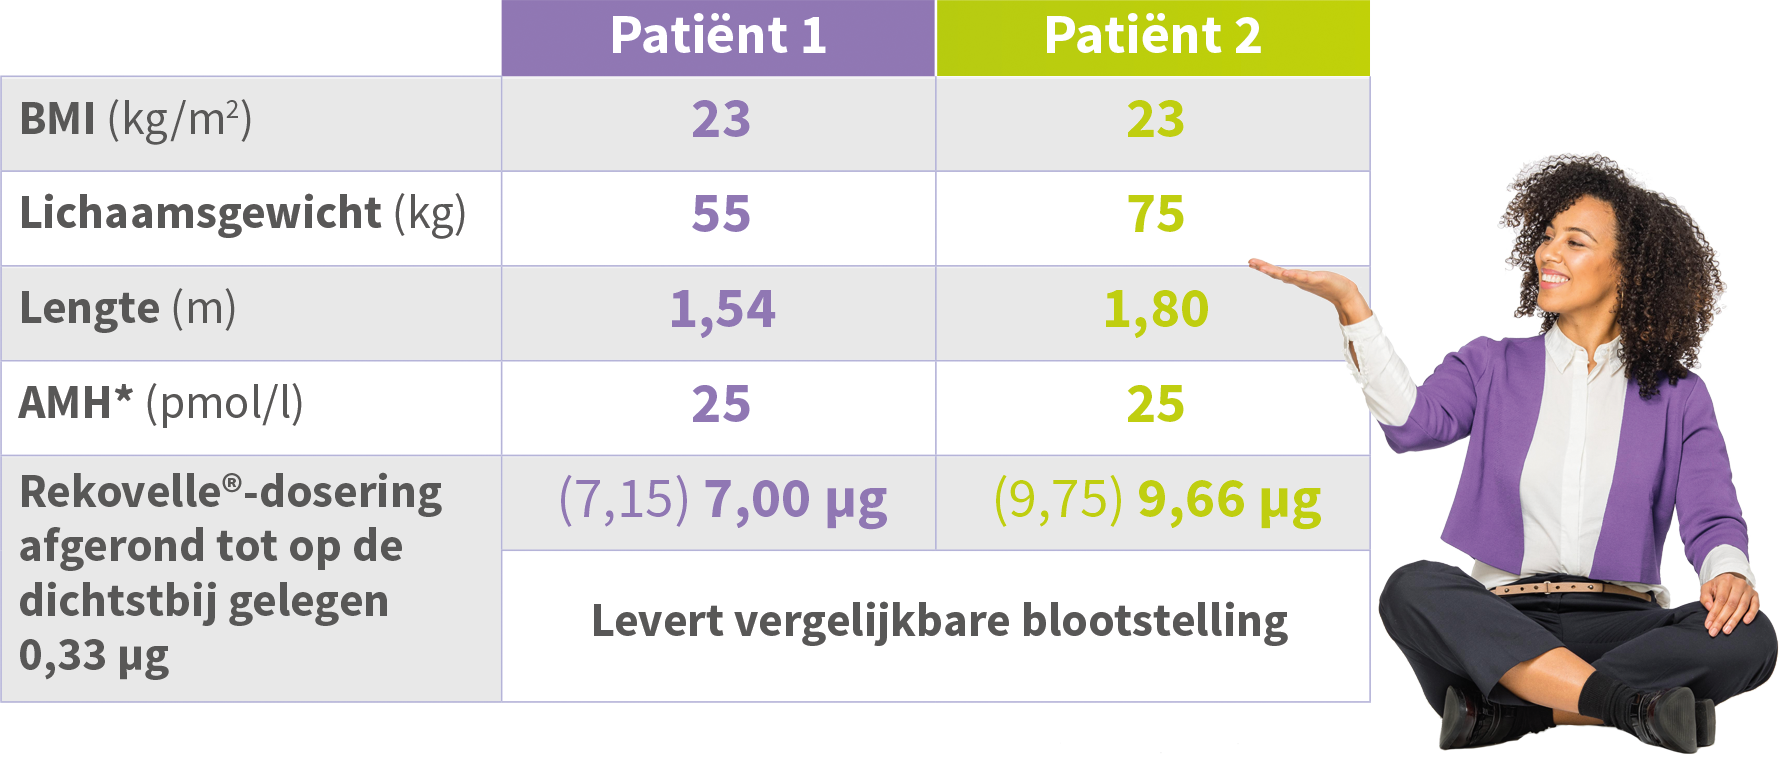 Patiënt 1 Patiënt 2
BMI (kg/m²) 23 23
Lichaamsgewicht (kg) 55 75
Lengte (m) 1,54 1,80
AMH* (pmol/l) 25 25
Rekovelle®-dosering
afgerond tot op de
dichtstbij gelegen
0,33 µg
(7,15) 7,00 µg (9,75) 9,66 µg
Levert vergelijkbare blootstelling